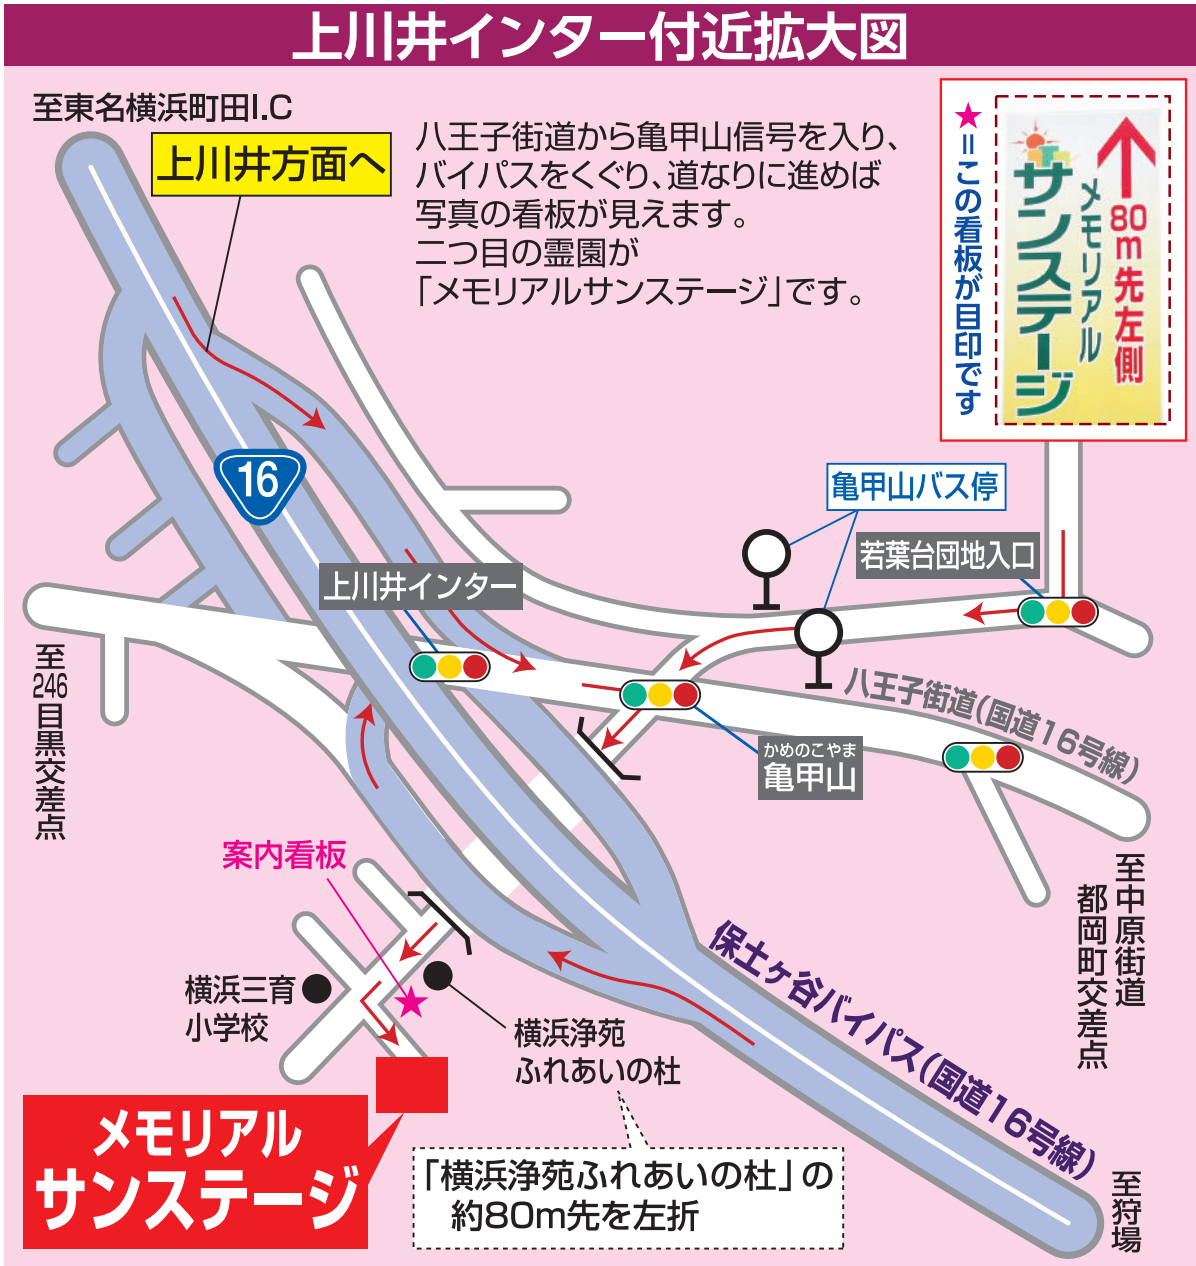 上川井インター付近拡大図
至東名横浜町田I.C
上川井方面へ
八王子街道から亀甲山信号を入り、
バイパスをくぐり、道なりに進めば
写真の看板が見えます。
二つ目の霊園が
「メモリアルサンステージ」です。
★=この看板が目印です
80m先左側
メモリアル
サンステージ
16
上川井インター
亀甲山バス停
若葉台団地入口
八王子街道(国道16号線)
かめのこやま
亀甲山
至246目黒交差点
案内看板
横浜三育
小学校
横浜浄苑
ふれあいの杜
至中原街道
都岡町交差点
保土ヶ谷バイパス(国道16号線)
至狩場
メモリアル
サンステージ
「横浜浄苑ふれあいの杜」の
約80m先を左折